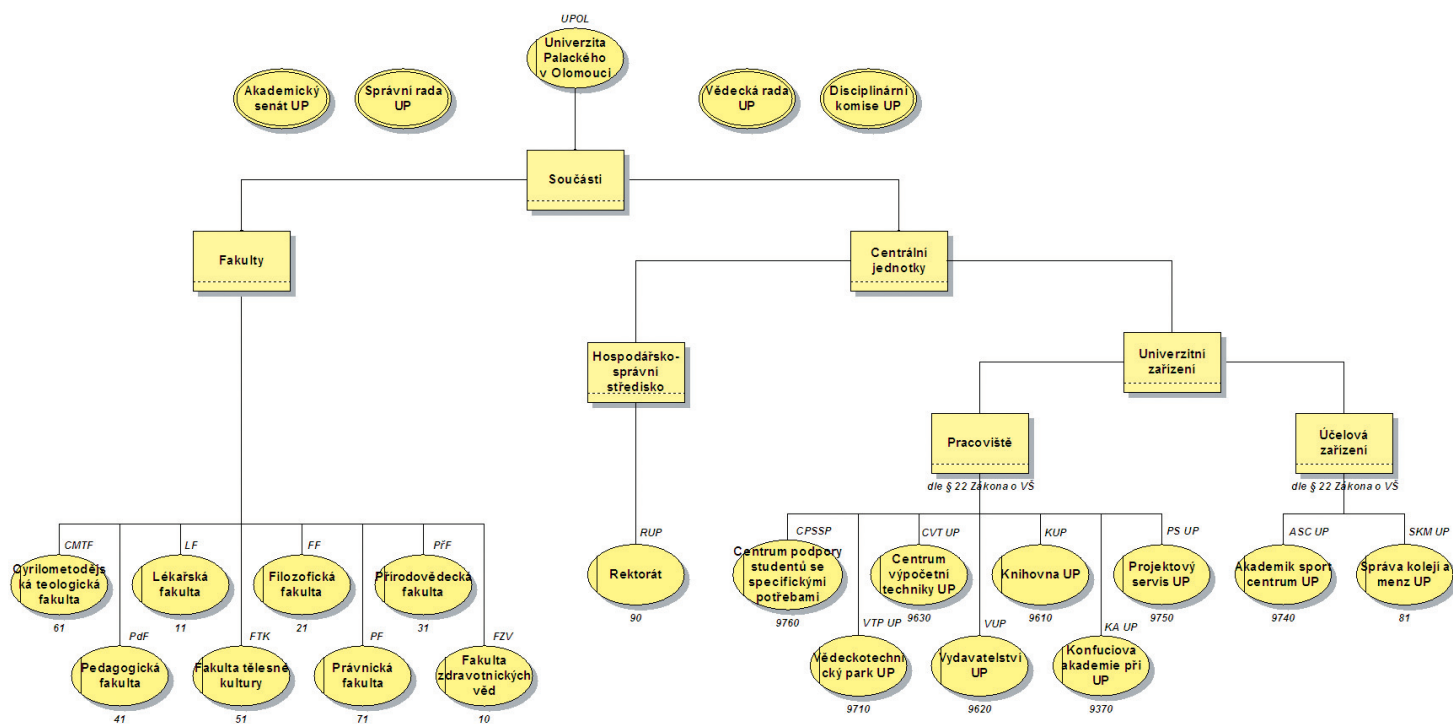 UPOL
Univerzita
Palackého
v Olomouci
Akademický
senát UP
Správní rada
UP
Vědecká rada
UP
Disciplinární
komise UP
Součásti
Fakulty
Centrální
jednotky
Hospodářsko-
správní
středisko
Univerzitní
zařízení
Pracoviště
dle § 22 Zákona o VŠ
Účelová
zařízení
dle § 22 Zákona o VŠ
CMTF
Cyrilometodějs
ká teologická
fakulta
61
LF
Lékařská
fakulta
11
FF
Filozofická
fakulta
21
PřF
Přírodovědecká
fakulta
31
RUP
Rektorát
90
CPSSP
Centrum podpory
studentů se
specifickými
potřebami
9760
CVT UP
Centrum
výpočetní
techniky UP
9630
KUP
Knihovna UP
9610
PS UP
Projektový
servis UP
9750
ASC UP
Akademik sport
centrum UP
9740
SKM UP
Správa kolejí a
menz UP
81
PdF
Pedagogická
fakulta
41
FTK
Fakulta tělesné
kultury
51
PF
Právnická
fakulta
71
FZV
Fakulta
zdravotnických
věd
10
VTP UP
Vědeckotechni
cký park UP
9710
VUP
Vydavatelství
UP
9620
KA UP
Konfuciova
akademie při
UP
9370